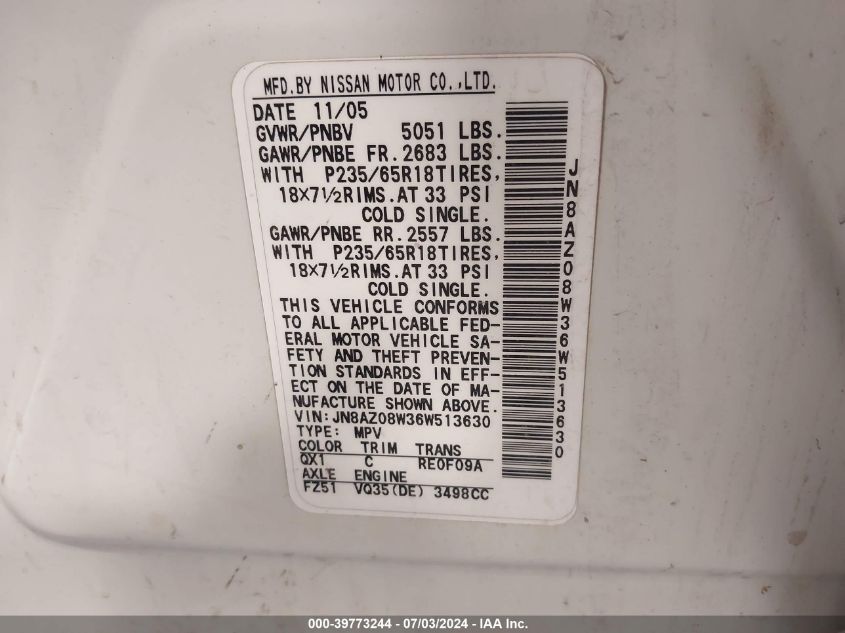 MFD.BY NISSAN MOTOR CO.,LTD.
DATE 11/05
GVWR/PNBV 5051 LBS.
GAWR/PNBE FR. 2683 LBS.
WITH P235/65R18TIRES,
18×7½RIMS.AT 33 PSI
COLD SINGLE.
GAWR/PNBE RR. 2557 LBS.
WITH P235/65R18TIRES,
18×7½RIMS.AT 33 PSI
COLD SINGLE.
THIS VEHICLE CONFORMS
TO ALL APPLICABLE FED-
ERAL MOTOR VEHICLE SA-
FETY AND THEFT PREVEN-
TION STANDARDS IN EFF-
ECT ON THE DATE OF MA-
NUFACTURE SHOWN ABOVE.
VIN:JN8AZ08W36W513630
TYPE: MPV
COLOR TRIM TRANS
QX1 C RE0F09A
AXLE ENGINE
FZ51 VQ35(DE) 3498CC
JN8AZ08W36W513630
000-39773244 - 07/03/2024 - IAA Inc.